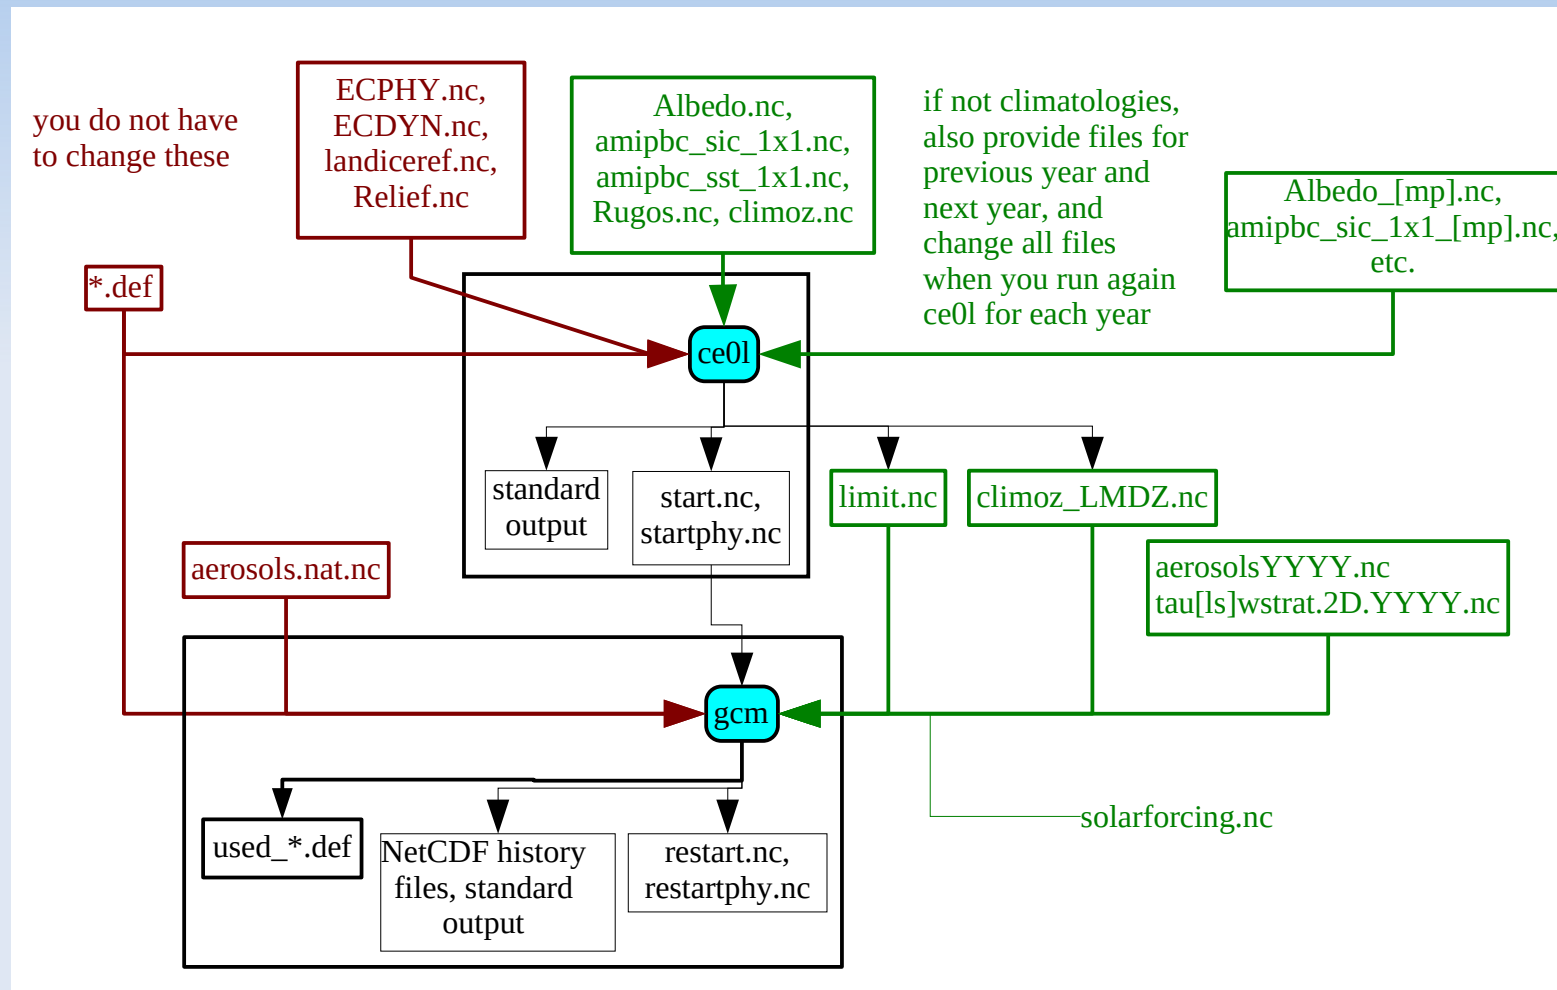 you do not have
to change these
ECPHY.nc,
ECDYN.nc,
landiceref.nc,
Relief.nc
Albedo.nc,
amipbc_sic_1x1.nc,
amipbc_sst_1x1.nc,
Rugos.nc, climoz.nc
if not climatologies,
also provide files for
previous year and
next year, and
change all files
when you run again
ce0l for each year
Albedo_[mp].nc,
amipbc_sic_1x1_[mp].nc,
etc.
*.def
ce0l
standard
output
start.nc,
startphy.nc
limit.nc
climoz_LMDZ.nc
aerosols.nat.nc
aerosolsYYYY.nc
tau[ls]wstrat.2D.YYYY.nc
gcm
solarforcing.nc
used_*.def
NetCDF history
files, standard
output
restart.nc,
restartphy.nc